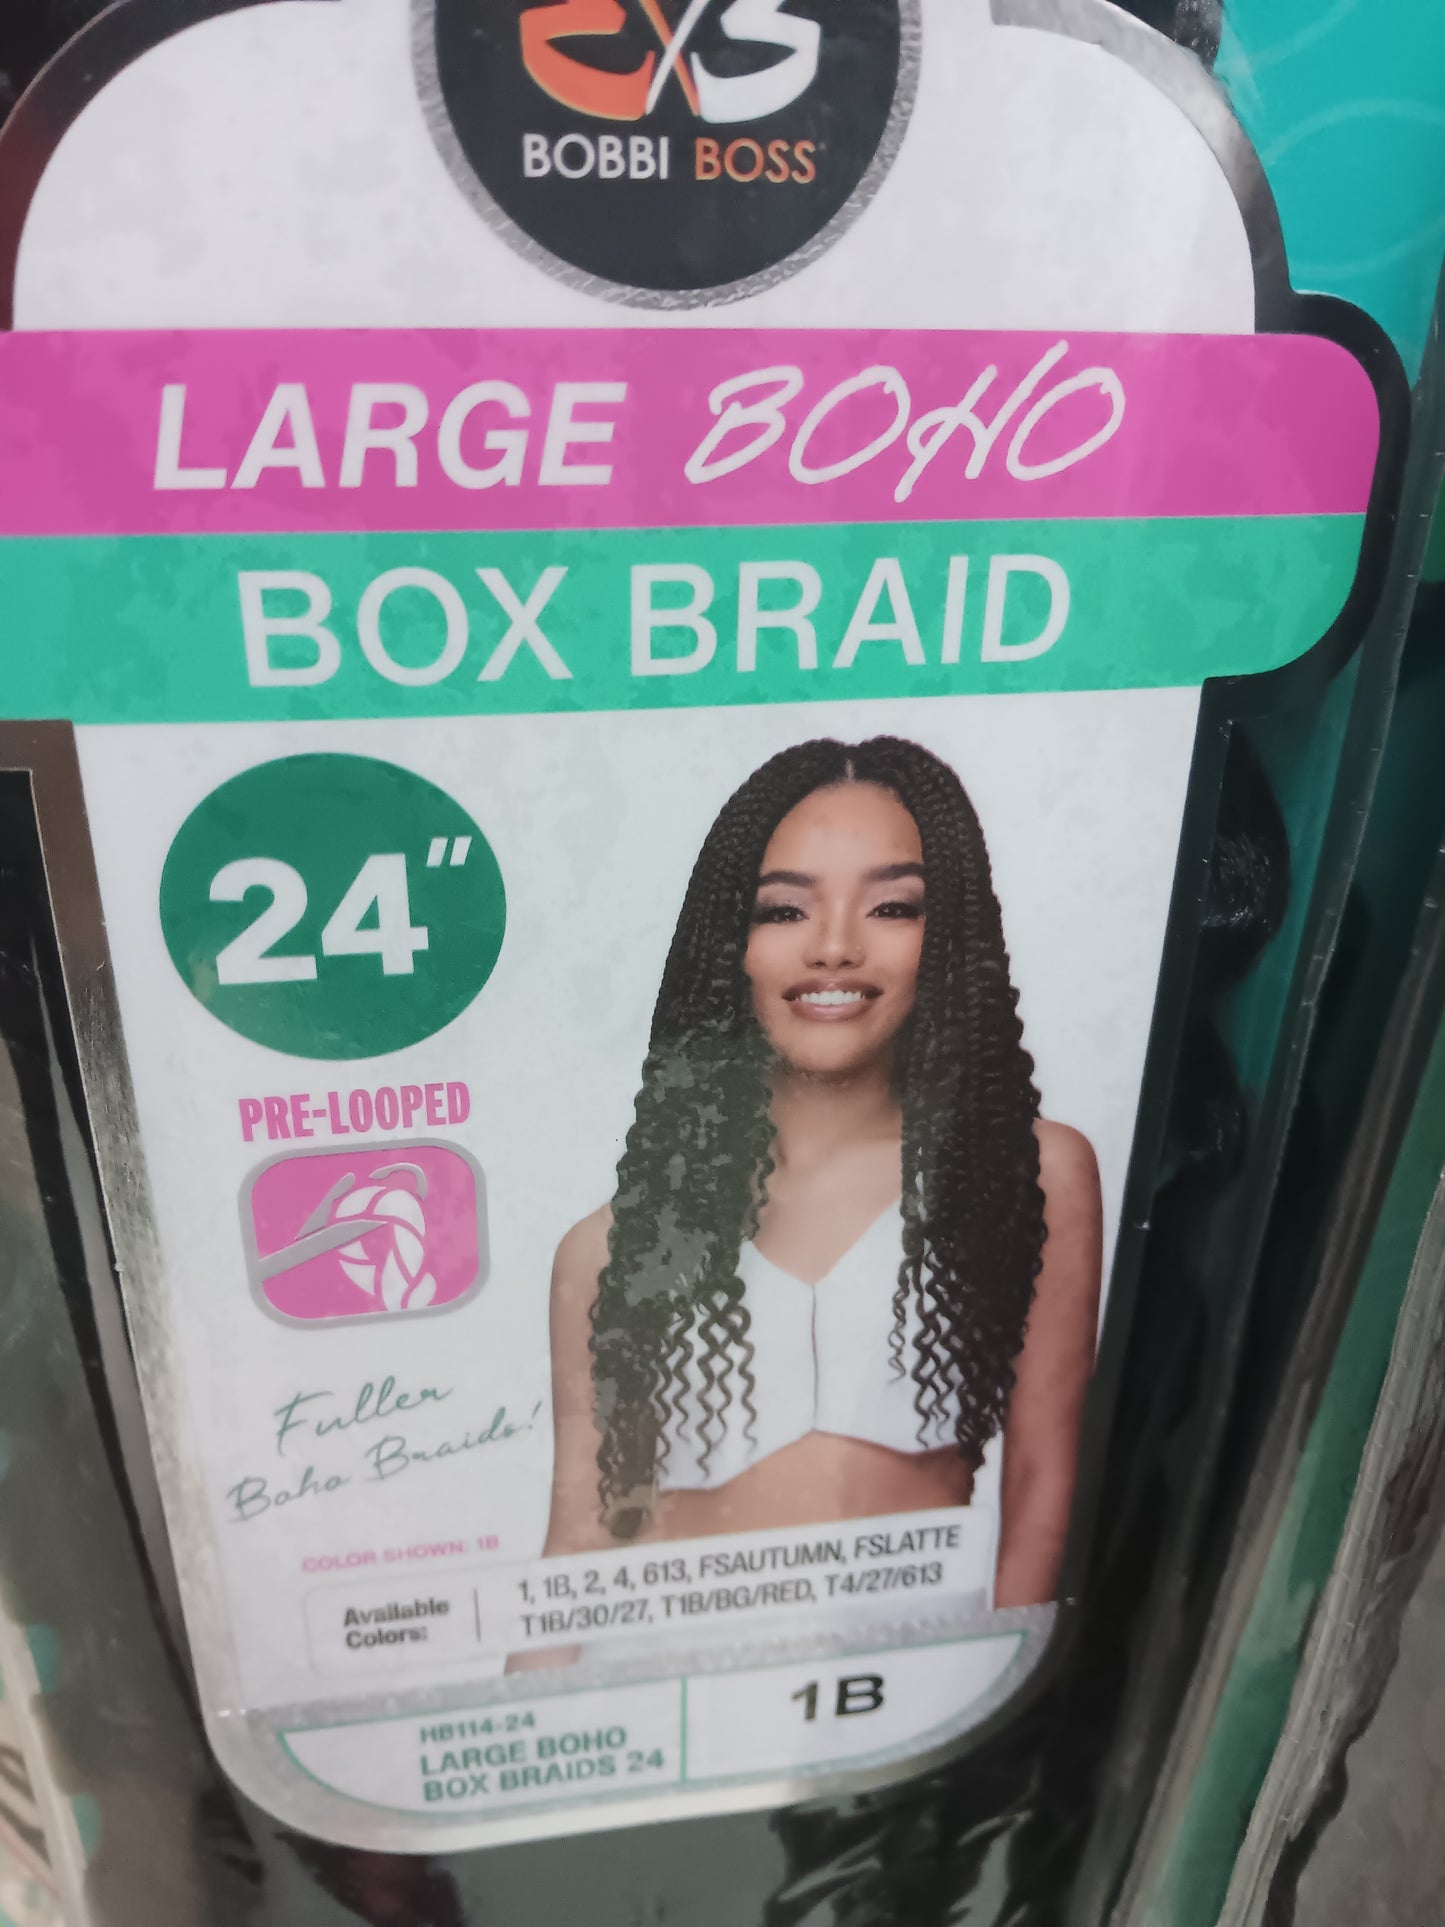 BOBBI BOSS
LARGE BOHO
BOX BRAID
24"
PRE-LOOPED
Fuller
Boho Braids!
COLOR SHOWN: 1B
Available
Colors:
1, 1B, 2, 4, 613, FSAUTUMN, FSLATTE
T1B/30/27, T1B/BG/RED, T4/27/613
HB114-24
LARGE BOHO
BOX BRAIDS 24
1B